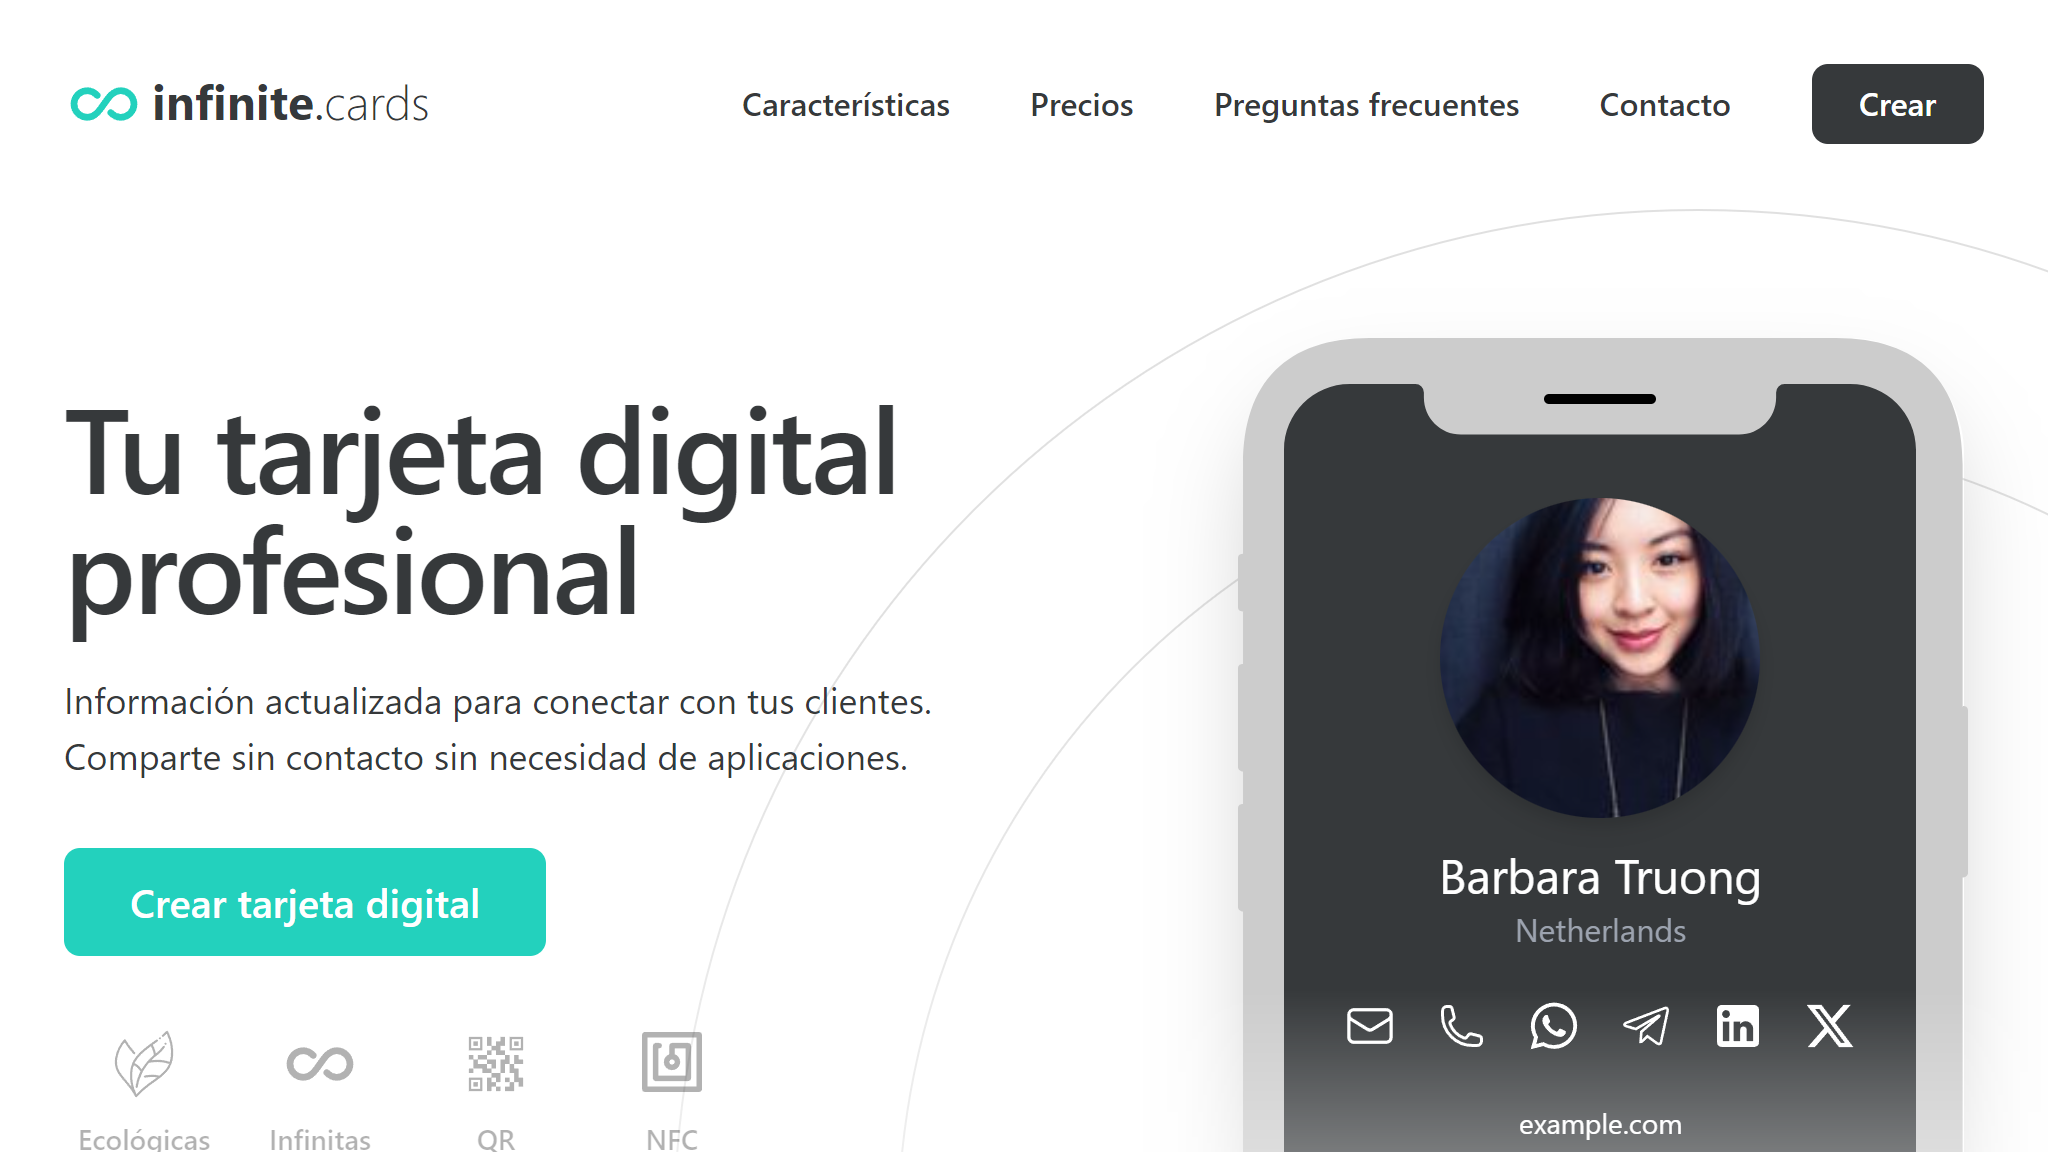 infinite.cards
Características
Precios
Preguntas frecuentes
Contacto
Crear
Tu tarjeta digital
profesional
Información actualizada para conectar con tus clientes.
Comparte sin contacto sin necesidad de aplicaciones.
Crear tarjeta digital
Ecológicas
Infinitas
QR
NFC
Barbara Truong
Netherlands
example.com